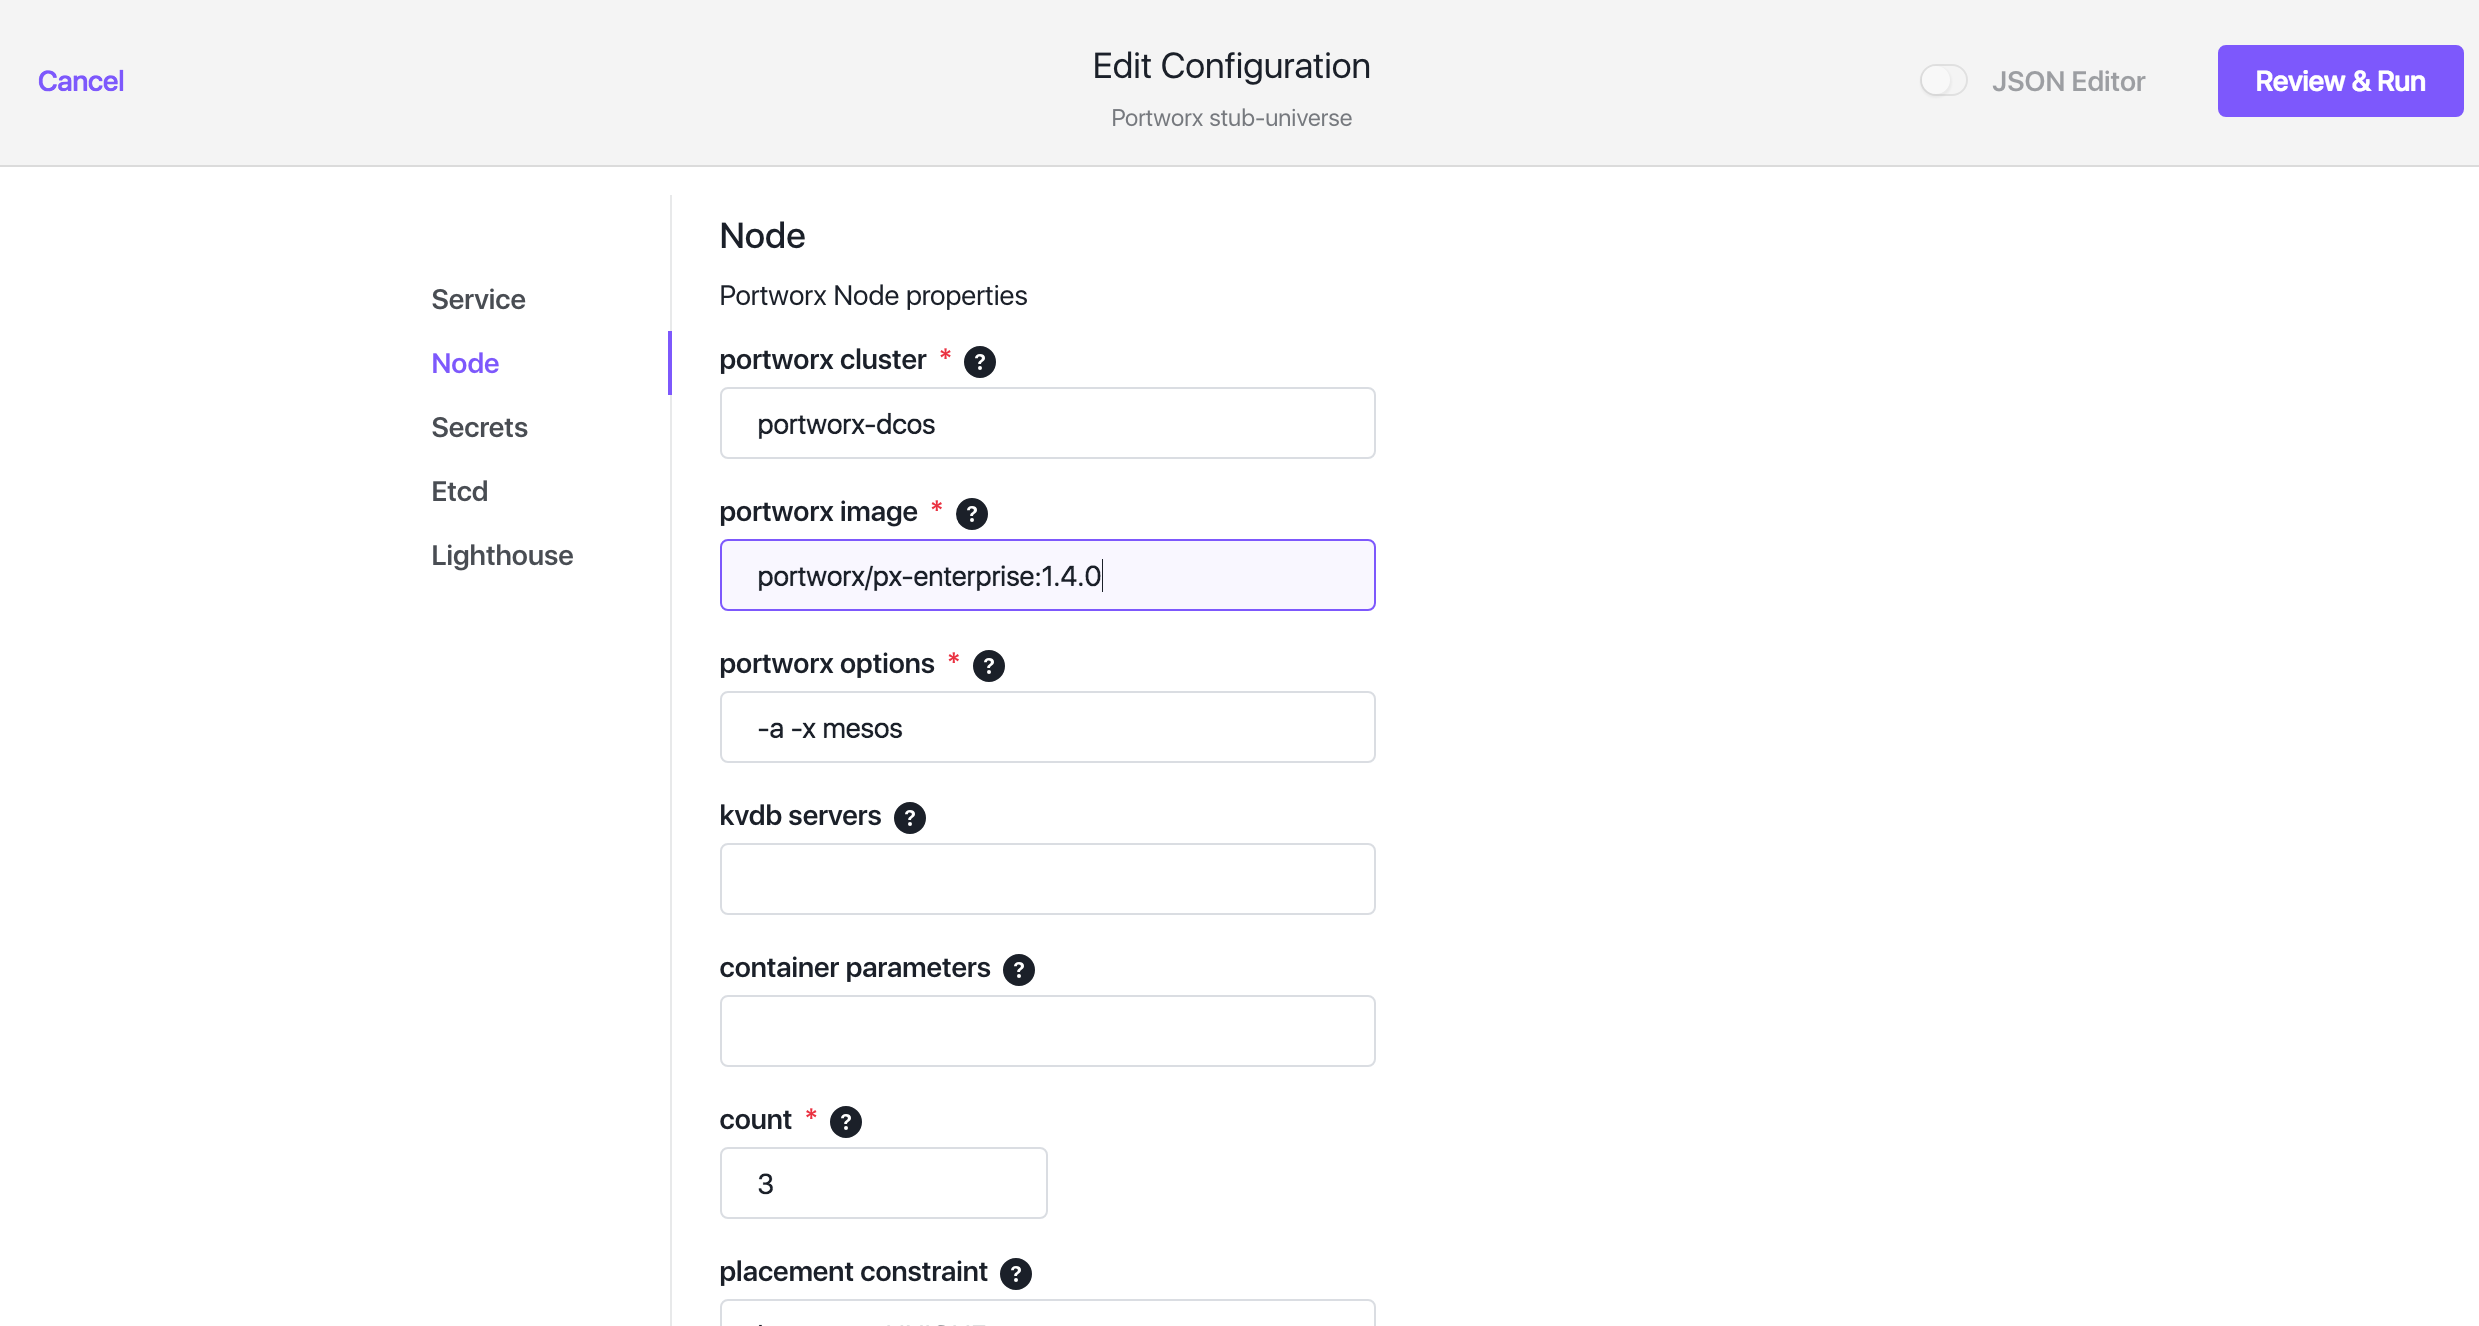 Cancel
Edit Configuration
Portworx stub-universe
JSON Editor
Review & Run
Service
Node
Secrets
Etcd
Lighthouse
Node
Portworx Node properties
portworx cluster * ?
portworx-dcos
portworx image * ?
portworx/px-enterprise:1.4.0
portworx options * ?
-a -x mesos
kvdb servers ?
container parameters ?
count * ?
3
placement constraint ?